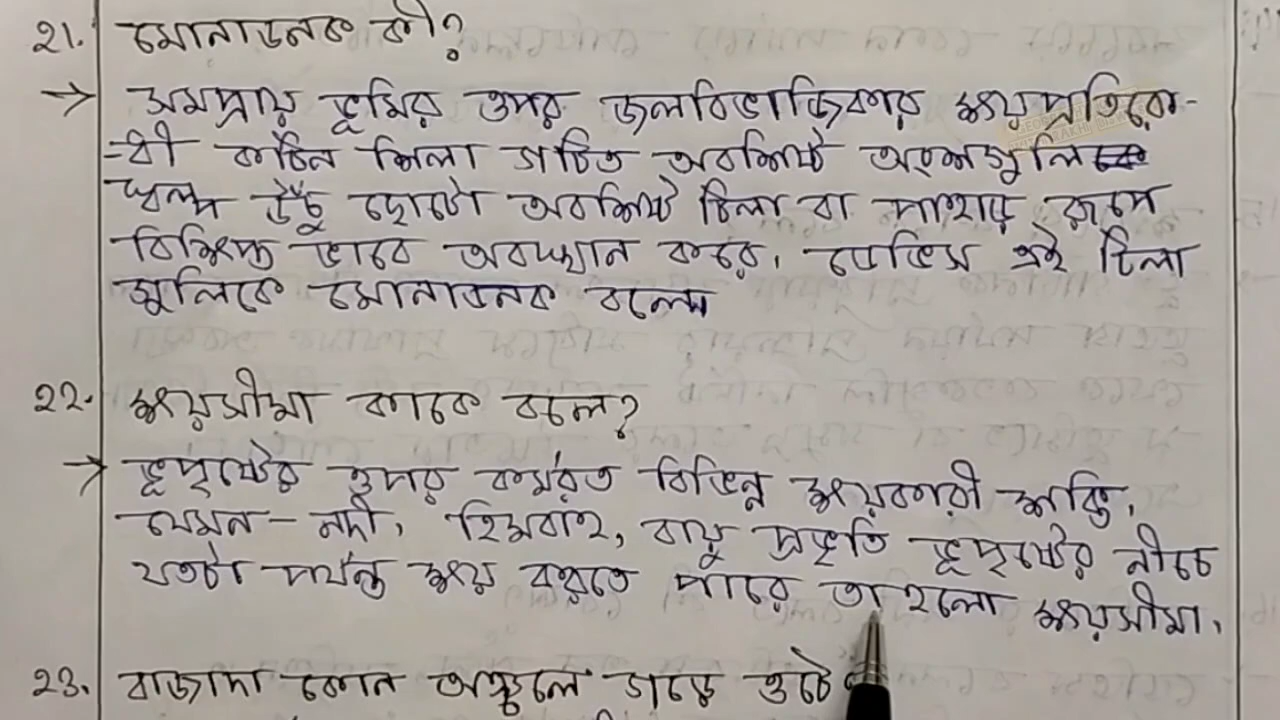 ২১. মোনাডনক কী?
→ সমপ্রায় ভূমির ওপর জলবিভাজিকার ক্ষয়প্রতিরো-
-ধী কঠিন শিলা গঠিত অবশিষ্ট অংশগুলি
স্বল্প উঁচু ছোটো অবশিষ্ট টিলা বা পাহাড় রূপে
বিক্ষিপ্ত ভাবে অবস্থান করে। ডেভিস এই টিলা
গুলিকে মোনাডনক বলেন
২২. ক্ষয়সীমা কাকে বলে?
→ ভূপৃষ্ঠের ওপর কর্মরত বিভিন্ন ক্ষয়কারী শক্তি,
যেমন- নদী, হিমবাহ, বায়ু প্রভৃতি ভূপৃষ্ঠের নীচে
যতটা পর্যন্ত ক্ষয় করতে পারে তা হলো ক্ষয়সীমা।
২৩. বাজাদা কোন অঞ্চলে গড়ে ওঠে